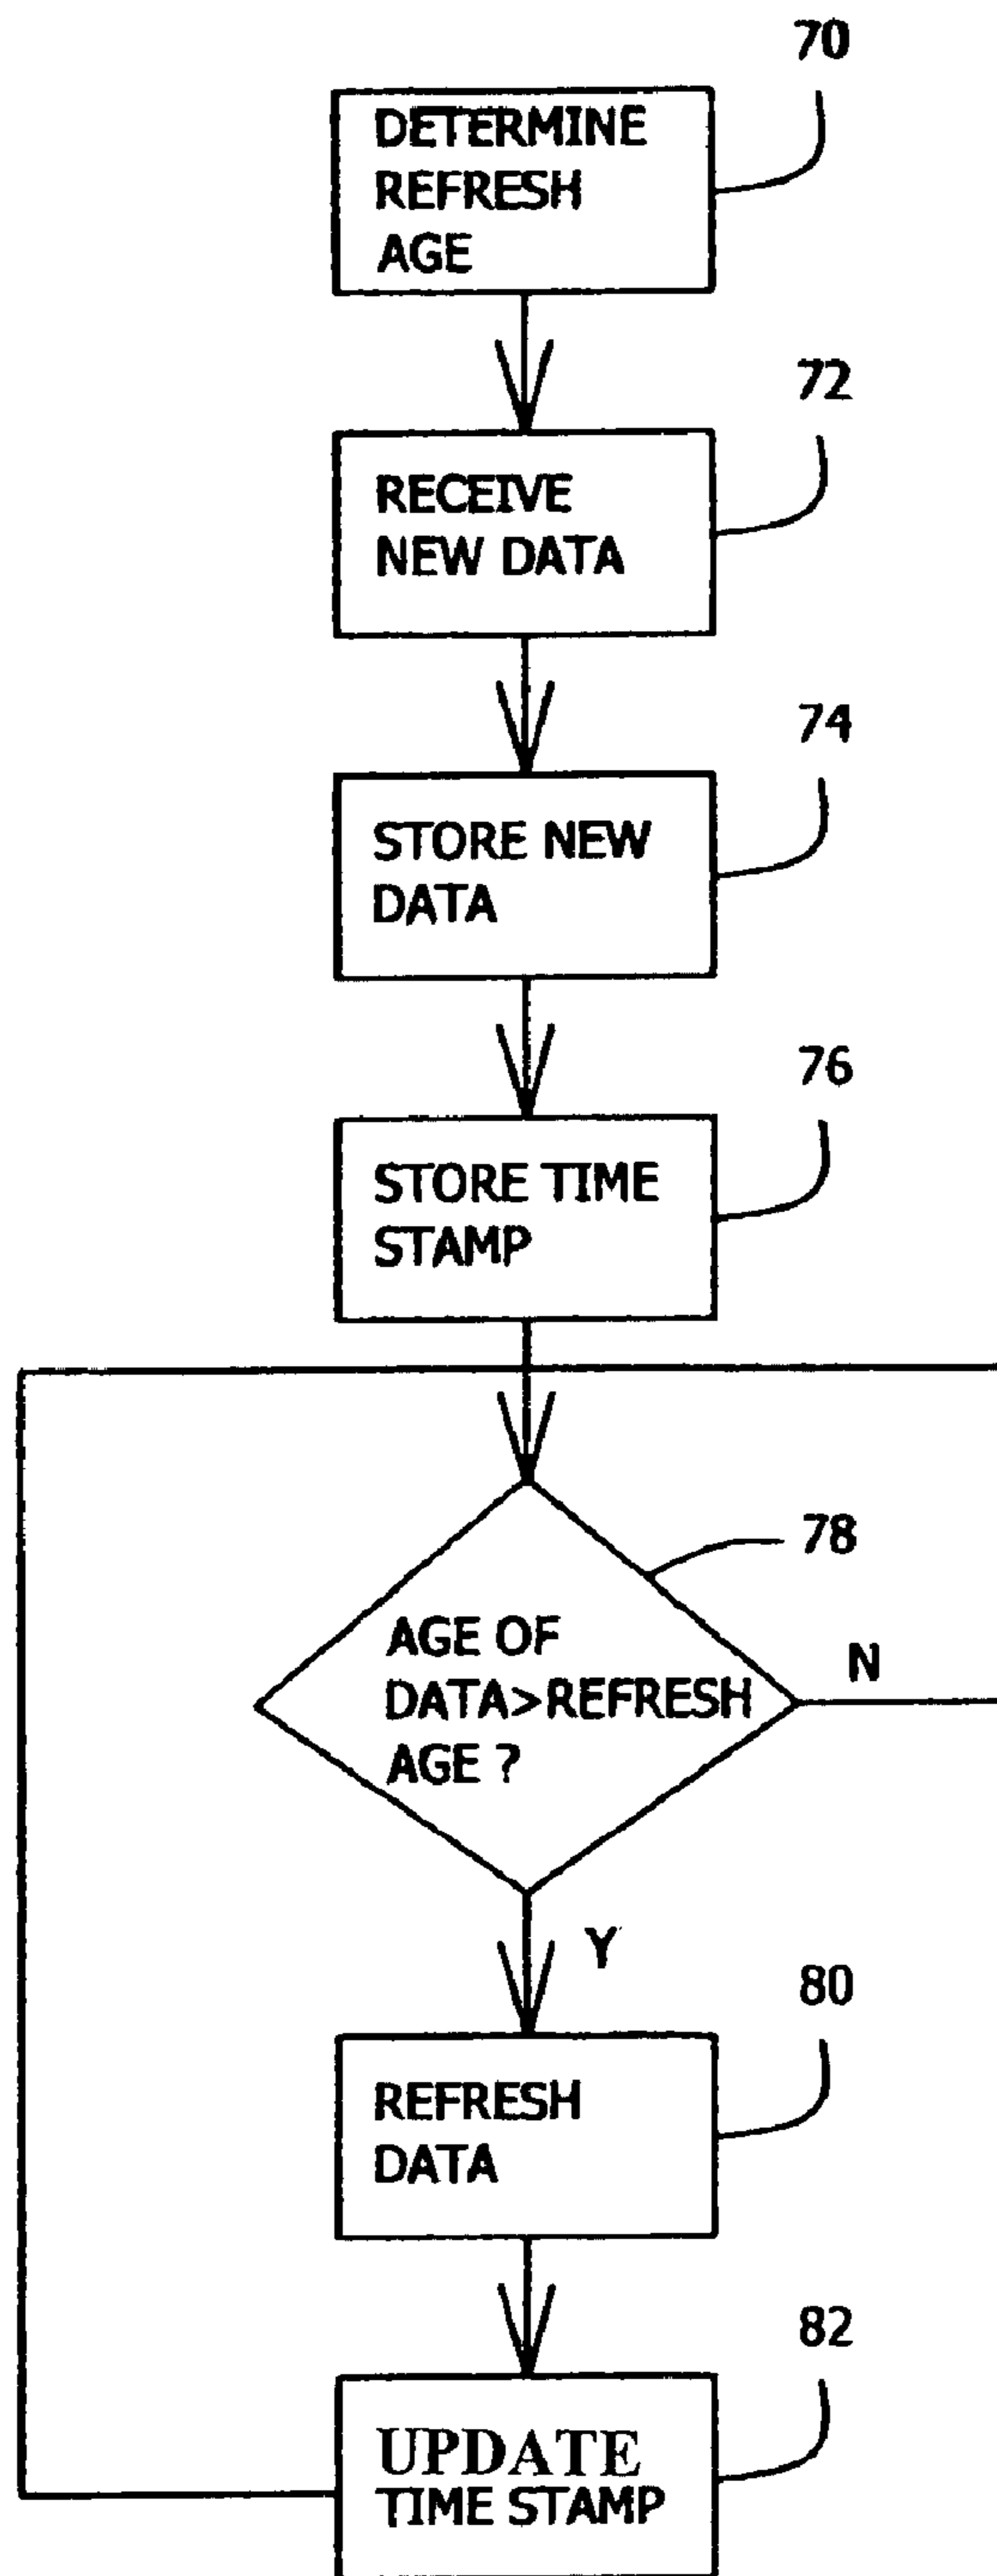 70
DETERMINE
REFRESH
AGE
72
RECEIVE
NEW DATA
74
STORE NEW
DATA
76
STORE TIME
STAMP
78
AGE OF
DATA>REFRESH
AGE ?
N
Y
80
REFRESH
DATA
82
UPDATE
TIME STAMP